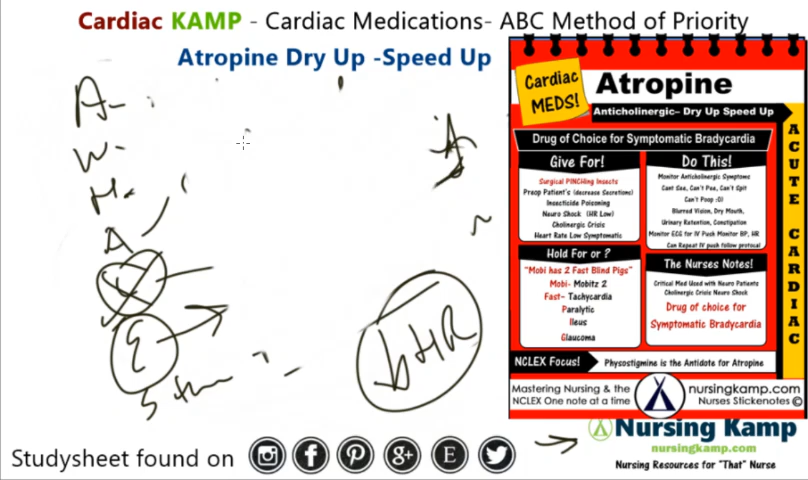 Cardiac KAMP - Cardiac Medications- ABC Method of Priority
Atropine Dry Up -Speed Up
A-
W-
H-
A
E
bHR
Cardiac
MEDS!
Atropine
Anticholinergic– Dry Up Speed Up
Drug of Choice for Symptomatic Bradycardia
Give For!
Surgical PINCHing Insects
Preop Patient's (decrease Secretions)
Insecticide Poisoning
Neuro Shock (HR Low)
Cholinergic Crisis
Heart Rate Low Symptomatic
Do This!
Monitor Anticholinergic Symptoms
Cant See, Can't Pee, Can't Spit
Can't Poop :O!
Blurred Vision, Dry Mouth,
Urinary Retention, Constipation
Monitor ECG for IV Push Monitor BP, HR
Can Repeat IV push follow protocal
Hold For or ?
"Mobi has 2 Fast Blind Pigs"
Mobi- Mobitz 2
Fast- Tachycardia
Paralytic
Ileus
Glaucoma
The Nurses Notes!
Critical Med Used with Neuro Patients
Cholinergic Crisis Neuro Shock
Drug of choice for
Symptomatic Bradycardia
ACUTE CARDIAC
NCLEX Focus! Physostigmine is the Antidote for Atropine
Mastering Nursing & the
NCLEX One note at a time
nursingkamp.com
Nurses Stickenotes ©
Nursing Kamp
nursingkamp.com
Nursing Resources for "That" Nurse
Studysheet found on